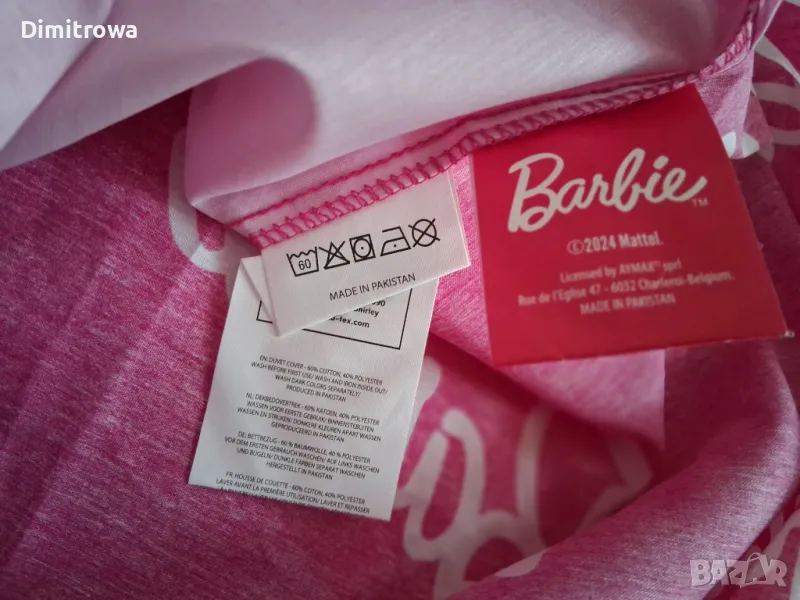 Dimitrowa
Barbie™
©2024 Mattel.
Licensed by AYMAX sprl
Rue de l'Eglise 47 - 6032 Charleroi-Belgium.
MADE IN PAKISTAN
60
MADE IN PAKISTAN
EN: DUVET COVER - 60% COTTON, 40% POLYESTER
WASH BEFORE FIRST USE/ WASH AND IRON INSIDE OUT/
WASH DARK COLORS SEPARATELY/
PRODUCED IN PAKISTAN
NL: DEKBEDOVERTREK - 60% KATOEN, 40% POLYESTER
WASSEN VOOR EERSTE GEBRUIK/ BINNENSTEBUITEN
WASSEN EN STRIJKEN/ DONKERE KLEUREN APART WASSEN
GEPRODUCEERD IN PAKISTAN
DE: BETTBEZUG - 60 % BAUMWOLLE, 40 % POLYESTER
VOR DEM ERSTEN GEBRAUCH WASCHEN/ AUF LINKS WASCHEN
UND BÜGELN/ DUNKLE FARBEN SEPARAT WASCHEN
HERGESTELLT IN PAKISTAN
FR: HOUSSE DE COUETTE - 60% COTON, 40% POLYESTER
LAVER AVANT LA PREMIÈRE UTILISATION/ LAVER ET REPASSER
BAZAR